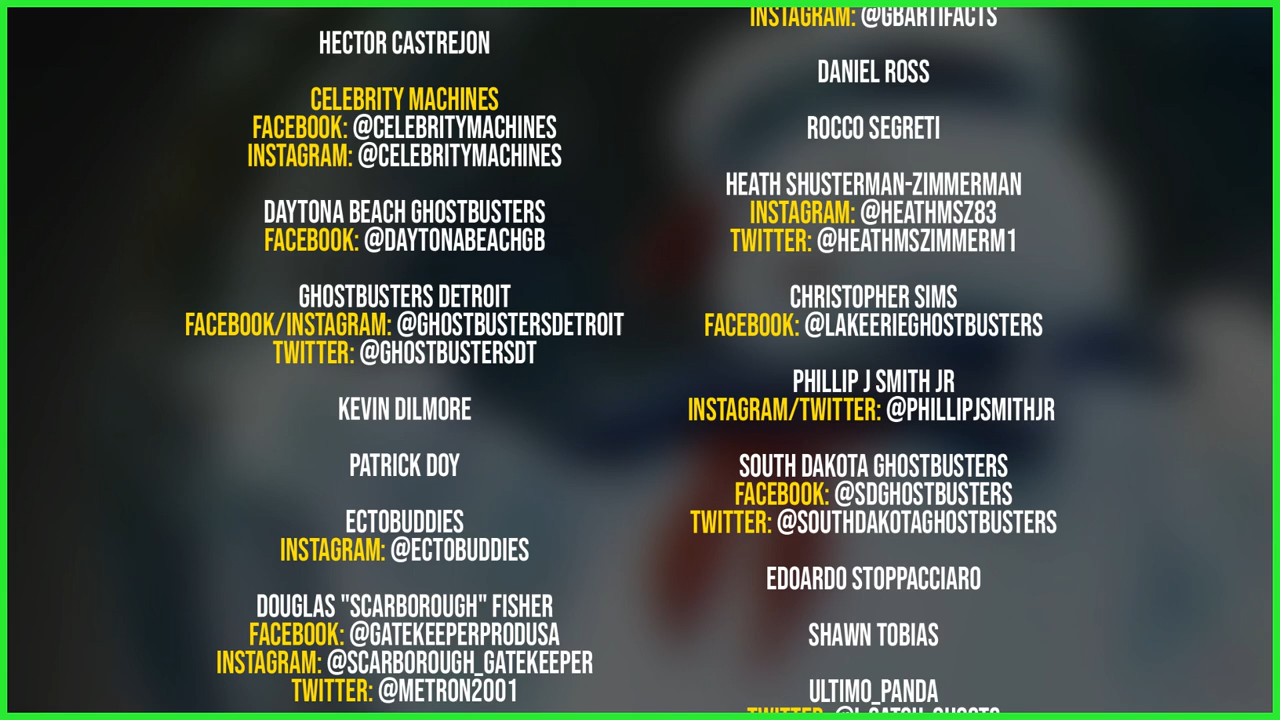 HECTOR CASTREJON
CELEBRITY MACHINES
FACEBOOK: @CELEBRITYMACHINES
INSTAGRAM: @CELEBRITYMACHINES
DAYTONA BEACH GHOSTBUSTERS
FACEBOOK: @DAYTONABEACHGB
GHOSTBUSTERS DETROIT
FACEBOOK/INSTAGRAM: @GHOSTBUSTERSDETROIT
TWITTER: @GHOSTBUSTERSDT
KEVIN DILMORE
PATRICK DOY
ECTOBUDDIES
INSTAGRAM: @ECTOBUDDIES
DOUGLAS "SCARBOROUGH" FISHER
FACEBOOK: @GATEKEEPERPRODUSA
INSTAGRAM: @SCARBOROUGH_GATEKEEPER
TWITTER: @METRON2001
INSTAGRAM: @GBARTIFACTS
DANIEL ROSS
ROCCO SEGRETI
HEATH SHUSTERMAN-ZIMMERMAN
INSTAGRAM: @HEATHMSZ83
TWITTER: @HEATHMSZIMMERM1
CHRISTOPHER SIMS
FACEBOOK: @LAKEERIEGHOSTBUSTERS
PHILLIP J SMITH JR
INSTAGRAM/TWITTER: @PHILLIPJSMITHJR
SOUTH DAKOTA GHOSTBUSTERS
FACEBOOK: @SDGHOSTBUSTERS
TWITTER: @SOUTHDAKOTAGHOSTBUSTERS
EDOARDO STOPPACCIARO
SHAWN TOBIAS
ULTIMO_PANDA
TWITTER: